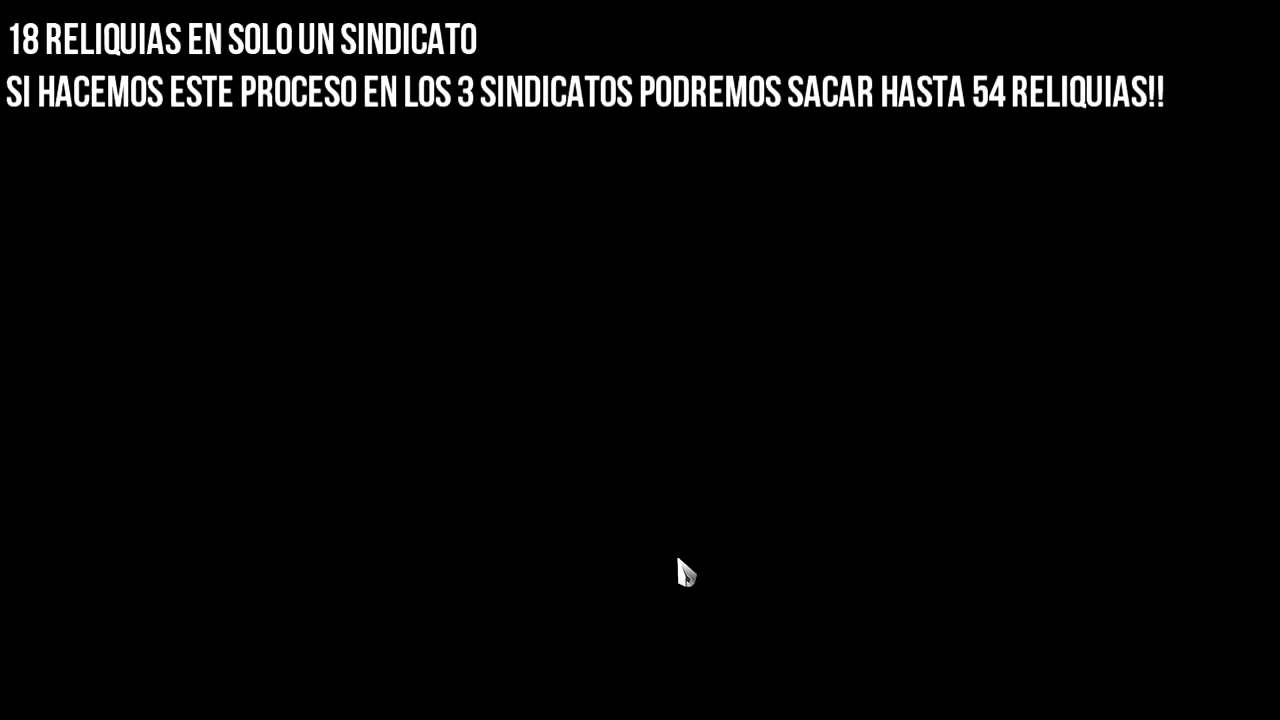 18 RELIQUIAS EN SOLO UN SINDICATO
SI HACEMOS ESTE PROCESO EN LOS 3 SINDICATOS PODREMOS SACAR HASTA 54 RELIQUIAS!!